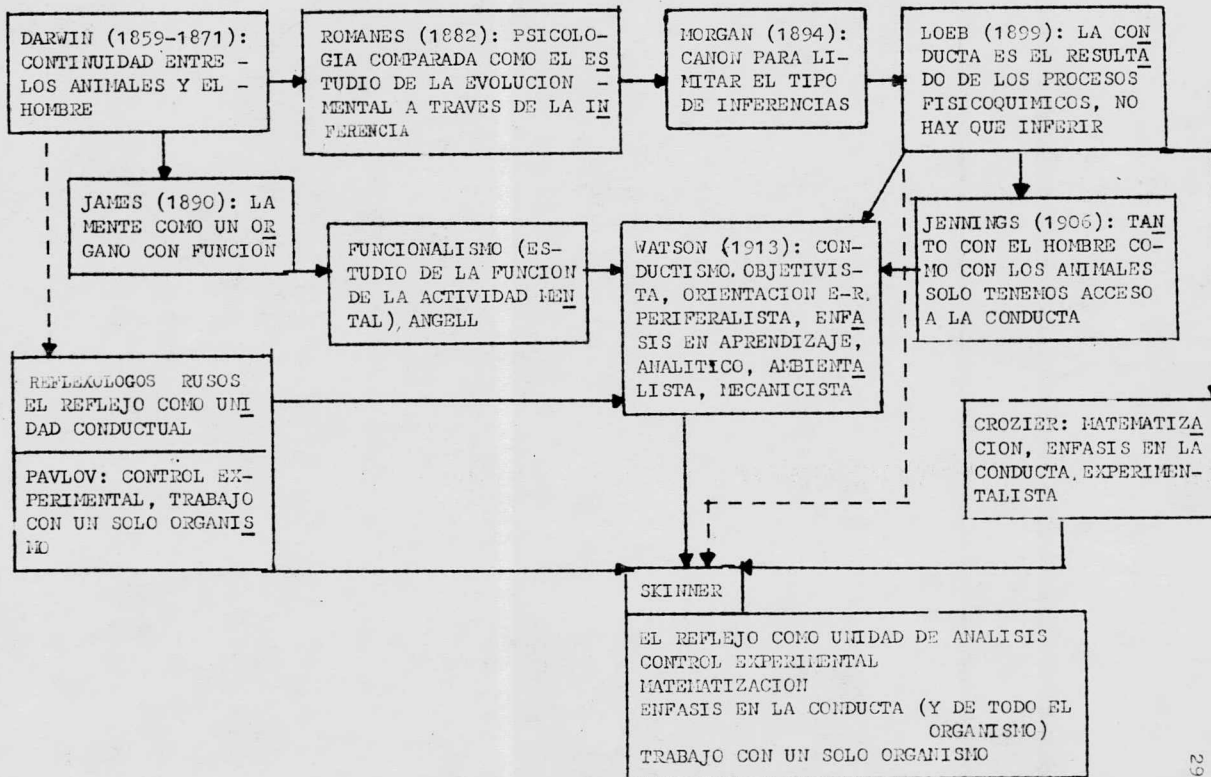 DARWIN (1859-1871):
CONTINUIDAD ENTRE -
LOS ANIMALES Y EL -
HOMBRE
ROMANES (1882): PSICOLO-
GIA COMPARADA COMO EL ES
TUDIO DE LA EVOLUCION -
MENTAL A TRAVES DE LA IN
FERENCIA
MORGAN (1894):
CANON PARA LI-
MITAR EL TIPO
DE INFERENCIAS
LOEB (1899): LA CON
DUCTA ES EL RESULTA
DO DE LOS PROCESOS
FISICOQUIMICOS, NO
HAY QUE INFERIR
JAMES (1890): LA
MENTE COMO UN OR
GANO CON FUNCION
FUNCIONALISMO (ES-
TUDIO DE LA FUNCION
DE LA ACTIVIDAD MEN
TAL), ANGELL
WATSON (1913): CON-
DUCTISMO. OBJETIVIS-
TA, ORIENTACION E-R,
PERIFERALISTA, ENFA
SIS EN APRENDIZAJE,
ANALITICO, AMBIENTA
LISTA, MECANICISTA
JENNINGS (1906): TAN
TO CON EL HOMBRE CO-
MO CON LOS ANIMALES
SOLO TENEMOS ACCESO
A LA CONDUCTA
REFLEXOLOGOS RUSOS
EL REFLEJO COMO UNI
DAD CONDUCTUAL
PAVLOV: CONTROL EX-
PERIMENTAL, TRABAJO
CON UN SOLO ORGANIS
MO
CROZIER: MATEMATIZA
CION, ENFASIS EN LA
CONDUCTA, EXPERIMEN-
TALISTA
SKINNER
EL REFLEJO COMO UNIDAD DE ANALISIS
CONTROL EXPERIMENTAL
MATEMATIZACION
ENFASIS EN LA CONDUCTA (Y DE TODO EL
ORGANISMO)
TRABAJO CON UN SOLO ORGANISMO
29